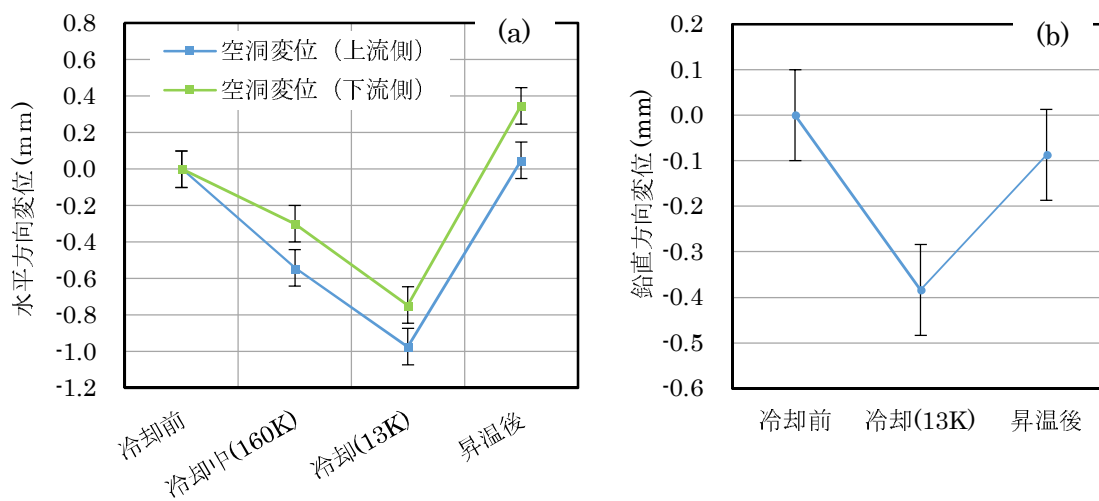 (a)
空洞変位（上流側）
空洞変位（下流側）
水平方向変位(mm)
0.8
0.6
0.4
0.2
0.0
-0.2
-0.4
-0.6
-0.8
-1.0
-1.2
冷却前
冷却中(160K)
冷却(13K)
昇温後
(b)
鉛直方向変位(mm)
0.2
0.1
0.0
-0.1
-0.2
-0.3
-0.4
-0.5
-0.6
冷却前
冷却(13K)
昇温後